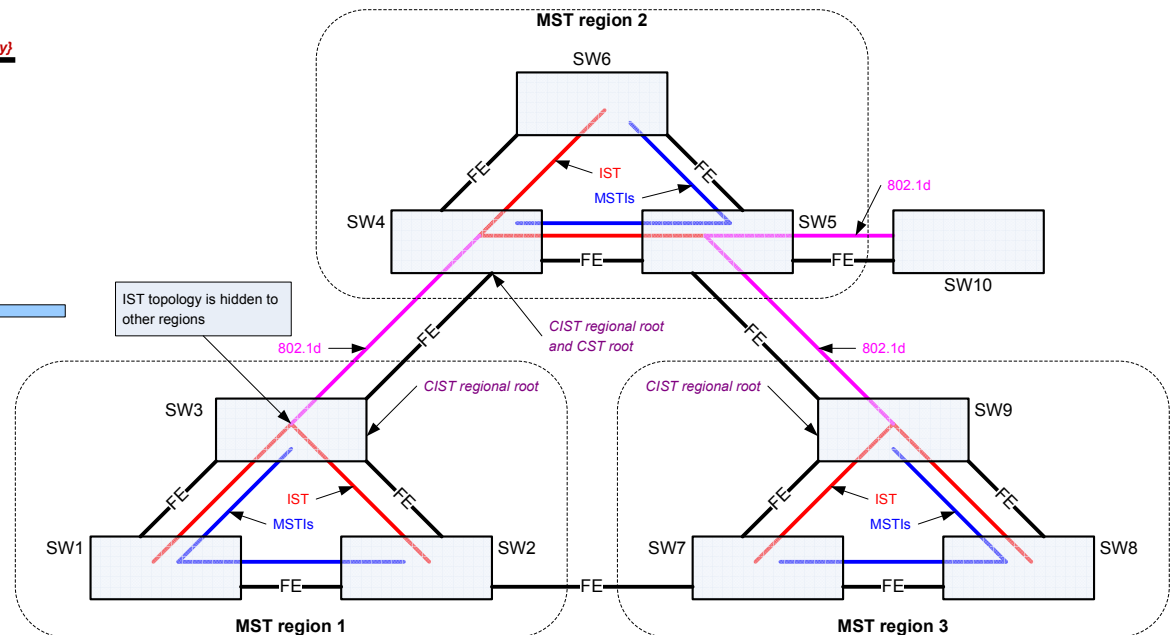 MST region 2
y}
SW6
FE
FE
IST
MSTIs
802.1d
SW4
SW5
FE
FE
SW10
IST topology is hidden to
other regions
CIST regional root
and CST root
FE
FE
802.1d
802.1d
CIST regional root
CIST regional root
SW3
SW9
FE
FE
IST
MSTIs
FE
FE
IST
MSTIs
SW1
SW2
SW7
SW8
FE
FE
FE
MST region 1
MST region 3